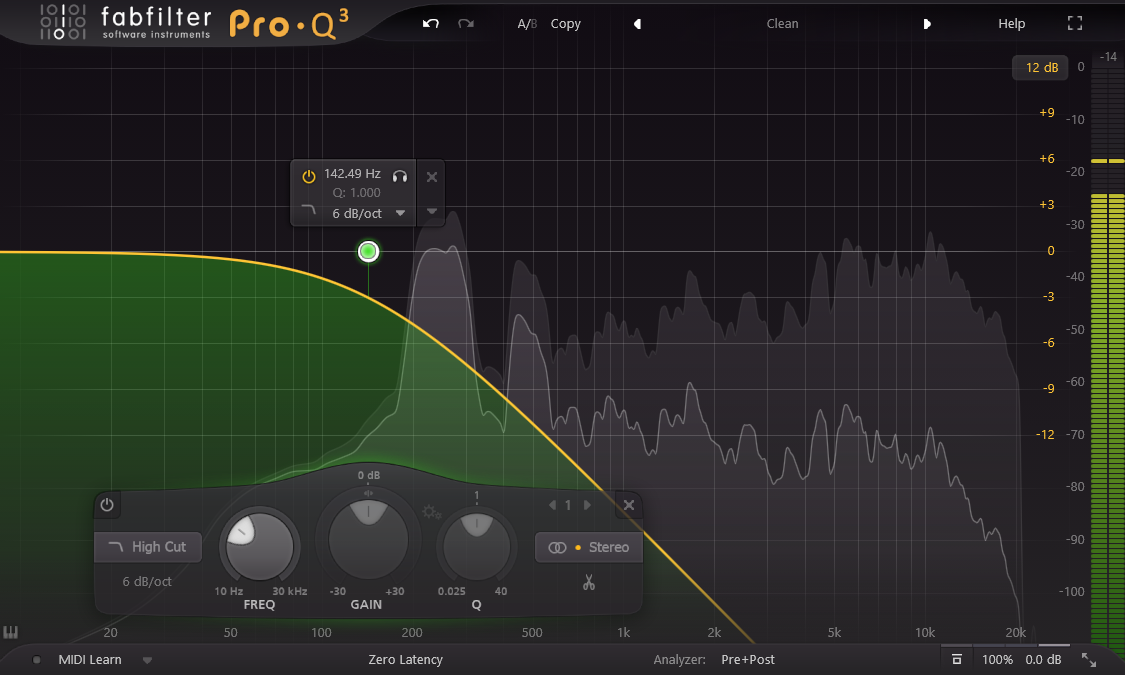 fabfilter
software instruments
Pro·Q³
A/B Copy
Clean
Help
12 dB
0
-14
+9
-10
+6
-20
+3
-30
0
-40
-3
-50
-6
-60
-9
-70
-12
-80
-90
-100
142.49 Hz
Q: 1.000
6 dB/oct
0 dB
1
1
High Cut
Stereo
6 dB/oct
10 Hz 30 kHz
-30 +30
0.025 40
FREQ
GAIN
Q
20 50 100 200 500 1k 2k 5k 10k 20k
MIDI Learn
Zero Latency
Analyzer: Pre+Post
100% 0.0 dB